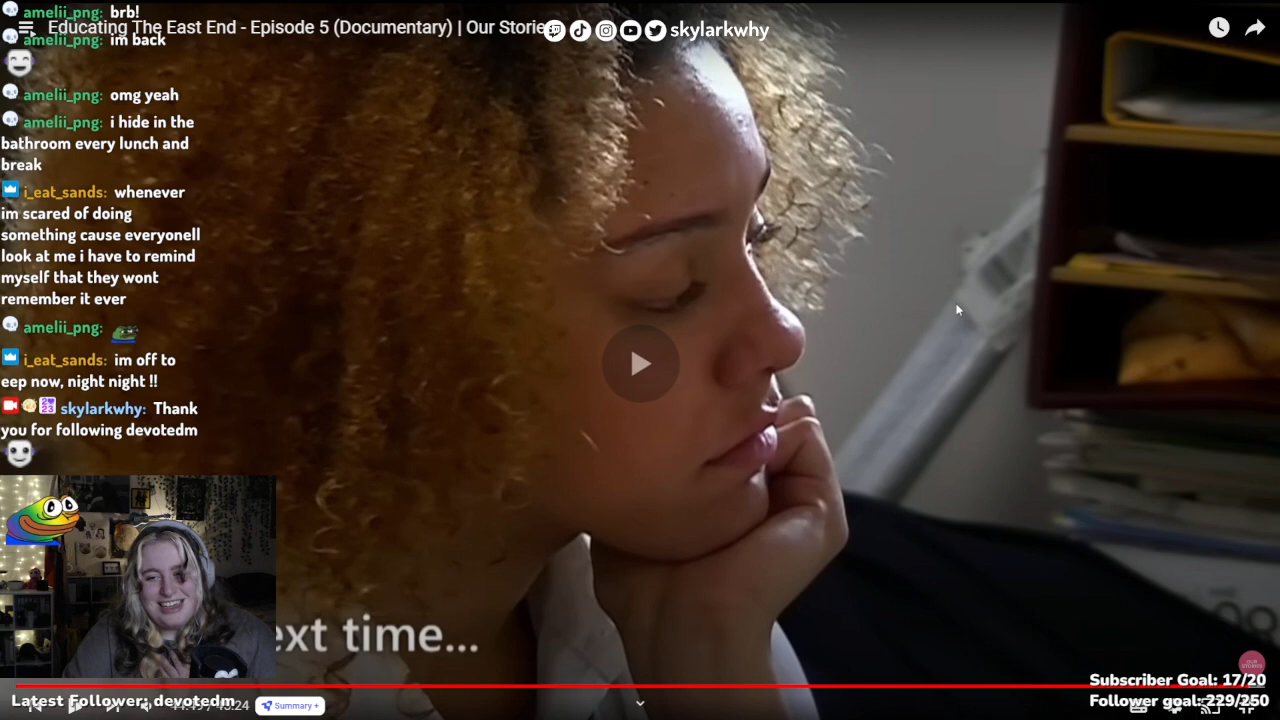 amelii_png: brb!
Educating The East End - Episode 5 (Documentary) | Our Stories
skylarkwhy
amelii_png: im back
amelii_png: omg yeah
amelii_png: i hide in the
bathroom every lunch and
break
i_eat_sands: whenever
im scared of doing
something cause everyonell
look at me i have to remind
myself that they wont
remember it ever
amelii_png:
i_eat_sands: im off to
eep now, night night !!
skylarkwhy: Thank
you for following devotedm
ext time...
OUR
STORIES
Subscriber Goal: 17/20
Latest Follower: devotedm
Summary +
Follower goal: 229/250